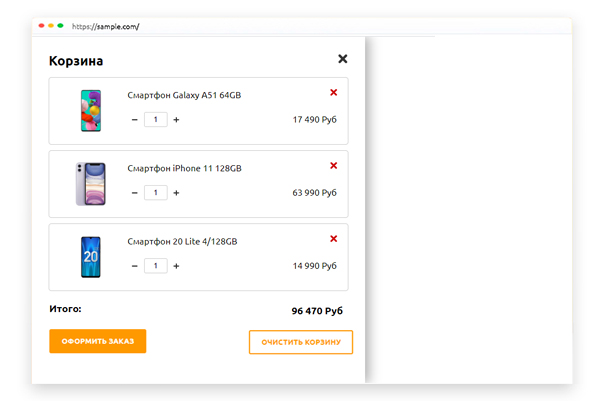 https://sample.com/
Корзина
Смартфон Galaxy A51 64GB
− 1 +
17 490 Руб
Смартфон iPhone 11 128GB
− 1 +
63 990 Руб
Смартфон 20 Lite 4/128GB
20
− 1 +
14 990 Руб
Итого:
96 470 Руб
ОФОРМИТЬ ЗАКАЗ
ОЧИСТИТЬ КОРЗИНУ